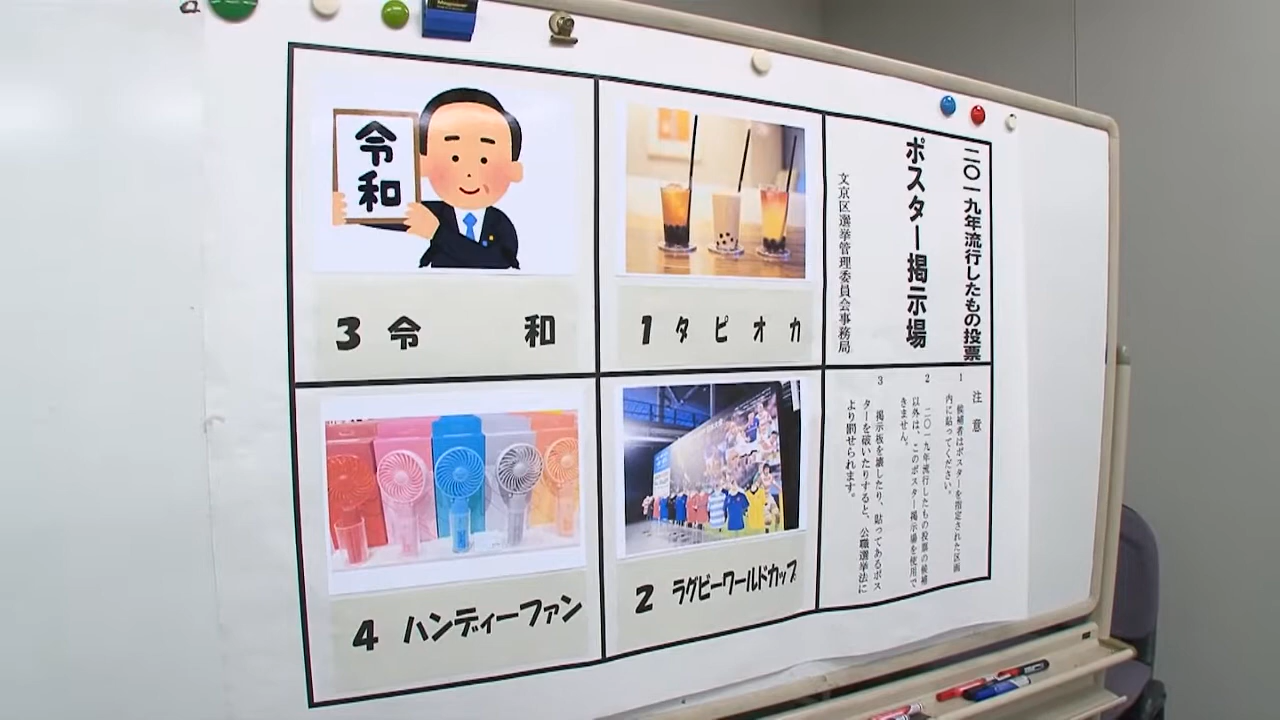 二〇一九年流行したもの投票
ポスター掲示場
文京区選挙管理委員会事務局
注意
1 候補者はポスターを指定された区画
内に貼ってください。
2 二〇一九年流行したもの投票の候補
以外は、このポスター掲示場を使用で
きません。
3 掲示板を壊したり、貼ってあるポス
ターを破いたりすると、公職選挙法に
より罰せられます。
1 タピオカ
2 ラグビーワールドカップ
令和
3 令和
4 ハンディーファン